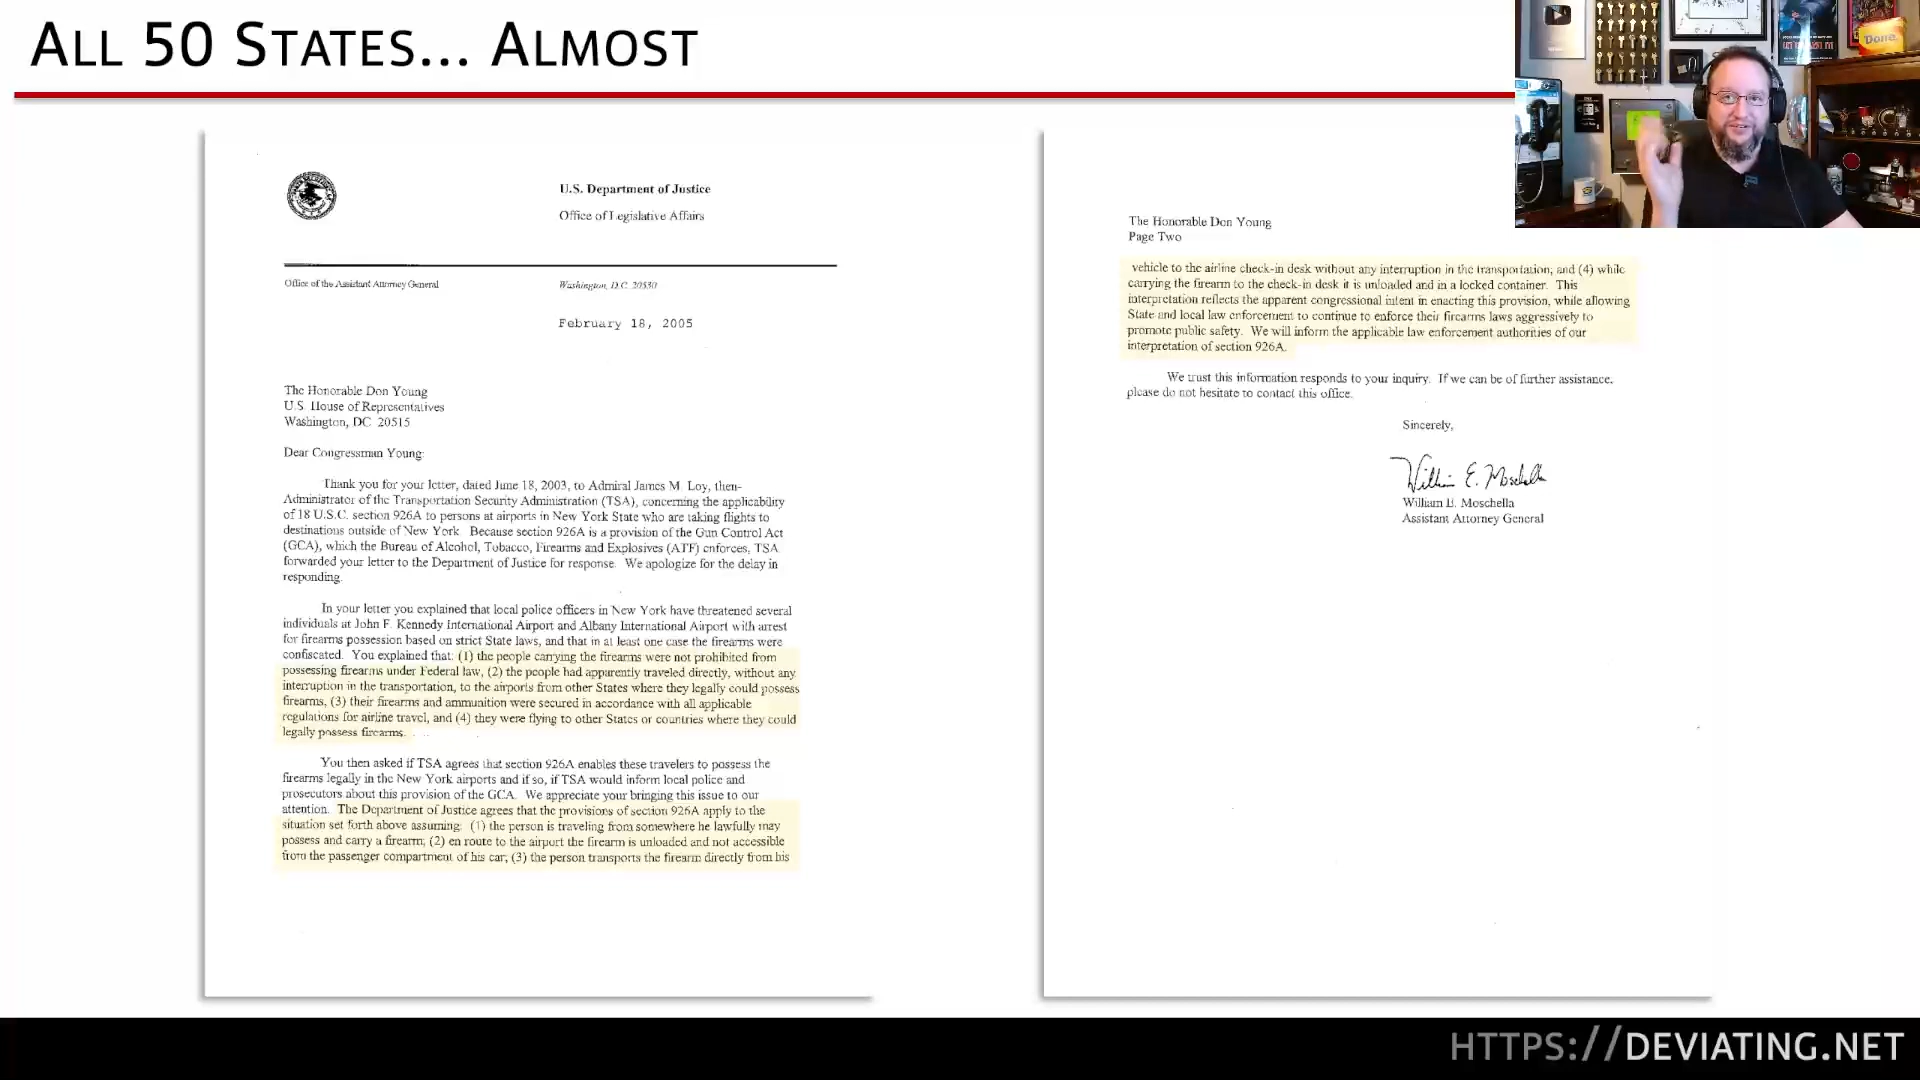 ALL 50 STATES... ALMOST
U.S. Department of Justice
Office of Legislative Affairs
Office of the Assistant Attorney General
Washington, D.C. 20530
February 18, 2005
The Honorable Don Young
U.S. House of Representatives
Washington, DC 20515
Dear Congressman Young:
Thank you for your letter, dated June 18, 2003, to Admiral James M. Loy, then-
Administrator of the Transportation Security Administration (TSA), concerning the applicability
of 18 U.S.C. section 926A to persons at airports in New York State who are taking flights to
destinations outside of New York. Because section 926A is a provision of the Gun Control Act
(GCA), which the Bureau of Alcohol, Tobacco, Firearms and Explosives (ATF) enforces, TSA
forwarded your letter to the Department of Justice for response. We apologize for the delay in
responding.
In your letter you explained that local police officers in New York have threatened several
individuals at John F. Kennedy International Airport and Albany International Airport with arrest
for firearms possession based on strict State laws, and that in at least one case the firearms were
confiscated. You explained that: (1) the people carrying the firearms were not prohibited from
possessing firearms under Federal law, (2) the people had apparently traveled directly, without any
interruption in the transportation, to the airports from other States where they legally could possess
firearms, (3) their firearms and ammunition were secured in accordance with all applicable
regulations for airline travel, and (4) they were flying to other States or countries where they could
legally possess firearms.
You then asked if TSA agrees that section 926A enables these travelers to possess the
firearms legally in the New York airports and if so, if TSA would inform local police and
prosecutors about this provision of the GCA. We appreciate your bringing this issue to our
attention. The Department of Justice agrees that the provisions of section 926A apply to the
situation set forth above assuming: (1) the person is traveling from somewhere he lawfully may
possess and carry a firearm; (2) en route to the airport the firearm is unloaded and not accessible
from the passenger compartment of his car; (3) the person transports the firearm directly from his
The Honorable Don Young
Page Two
vehicle to the airline check-in desk without any interruption in the transportation; and (4) while
carrying the firearm to the check-in desk it is unloaded and in a locked container. This
interpretation reflects the apparent congressional intent in enacting this provision, while allowing
State and local law enforcement to continue to enforce their firearms laws aggressively to
promote public safety. We will inform the applicable law enforcement authorities of our
interpretation of section 926A.
We trust this information responds to your inquiry. If we can be of further assistance,
please do not hesitate to contact this office.
Sincerely,
William E. Moschella
William E. Moschella
Assistant Attorney General
HTTPS://DEVIATING.NET
Done.